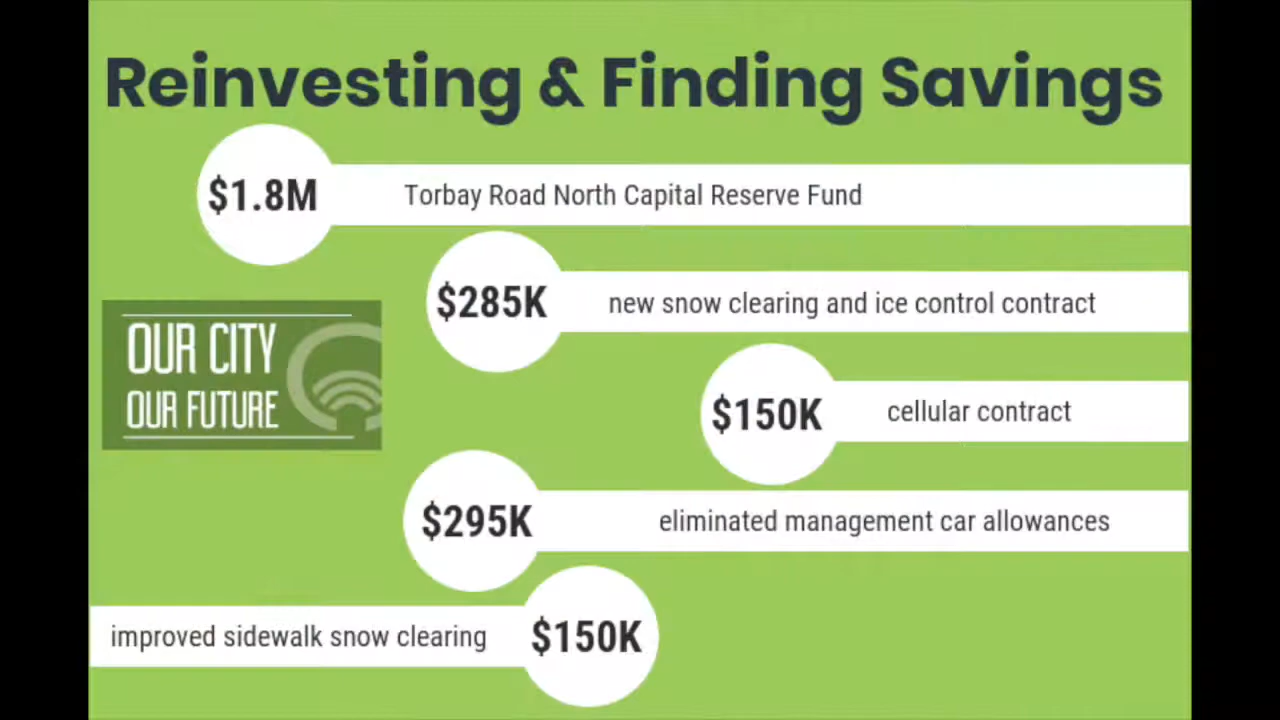 Reinvesting & Finding Savings
$1.8M Torbay Road North Capital Reserve Fund
$285K new snow clearing and ice control contract
OUR CITY
OUR FUTURE
$150K cellular contract
$295K eliminated management car allowances
improved sidewalk snow clearing $150K